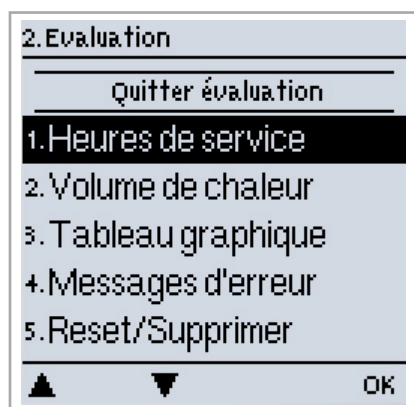 2.Evaluation
Quitter évaluation
1.Heures de service
2.Volume de chaleur
3.Tableau graphique
4.Messages d'erreur
5.Reset/Supprimer
▲ ▼ OK